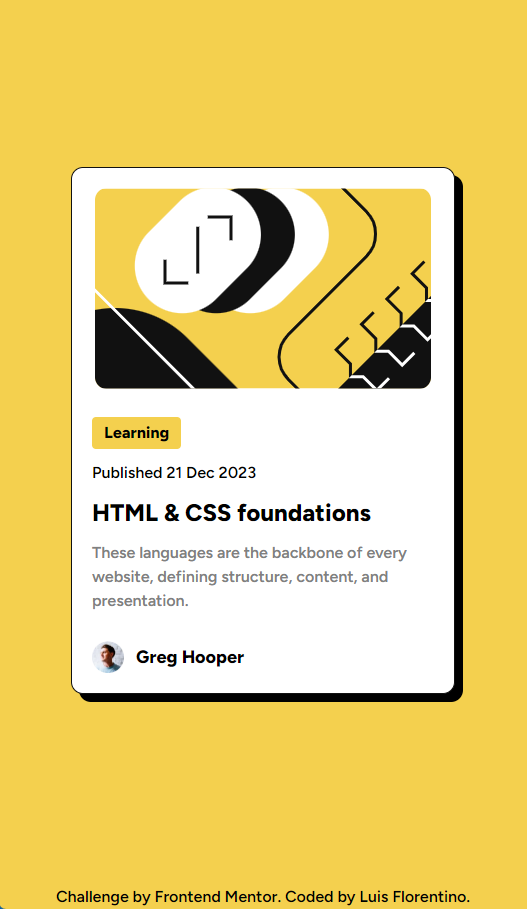 Learning
Published 21 Dec 2023
HTML & CSS foundations
These languages are the backbone of every
website, defining structure, content, and
presentation.
Greg Hooper
Challenge by Frontend Mentor. Coded by Luis Florentino.